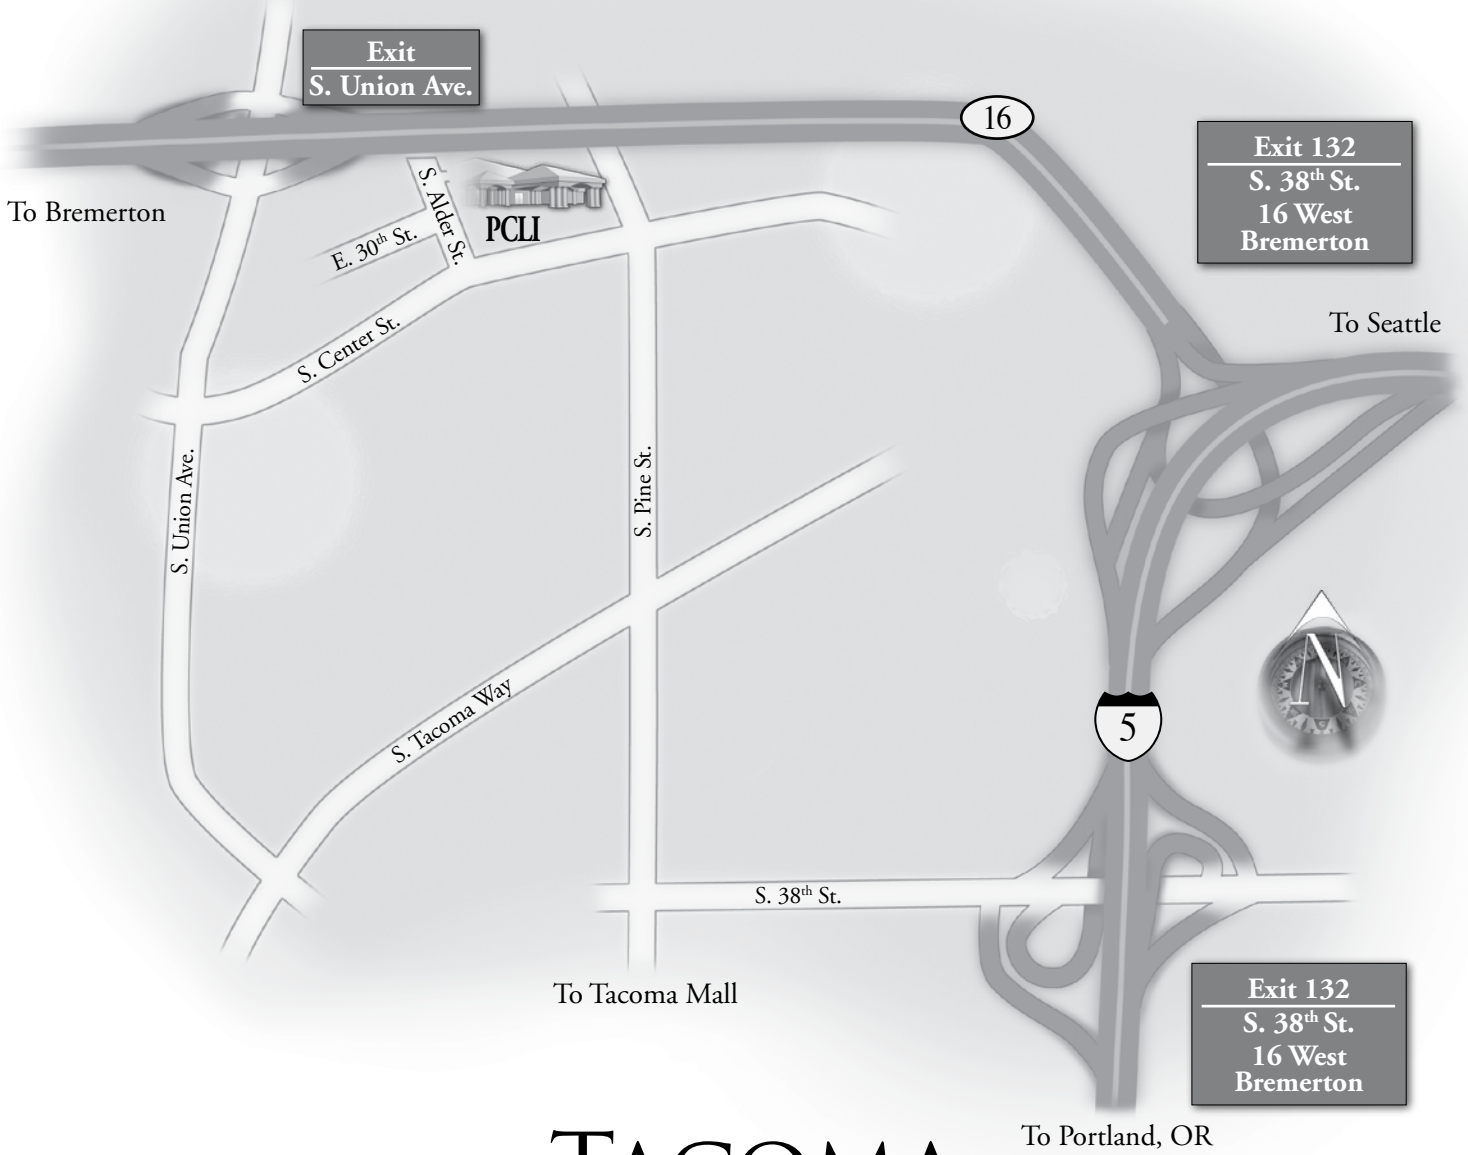 Exit
S. Union Ave.
16
Exit 132
S. 38th St.
16 West
Bremerton
To Bremerton
S. Alder St.
PCLI
E. 30th St.
To Seattle
S. Center St.
S. Union Ave.
S. Pine St.
N
S. Tacoma Way
5
S. 38th St.
To Tacoma Mall
Exit 132
S. 38th St.
16 West
Bremerton
To Portland, OR
TACOMA